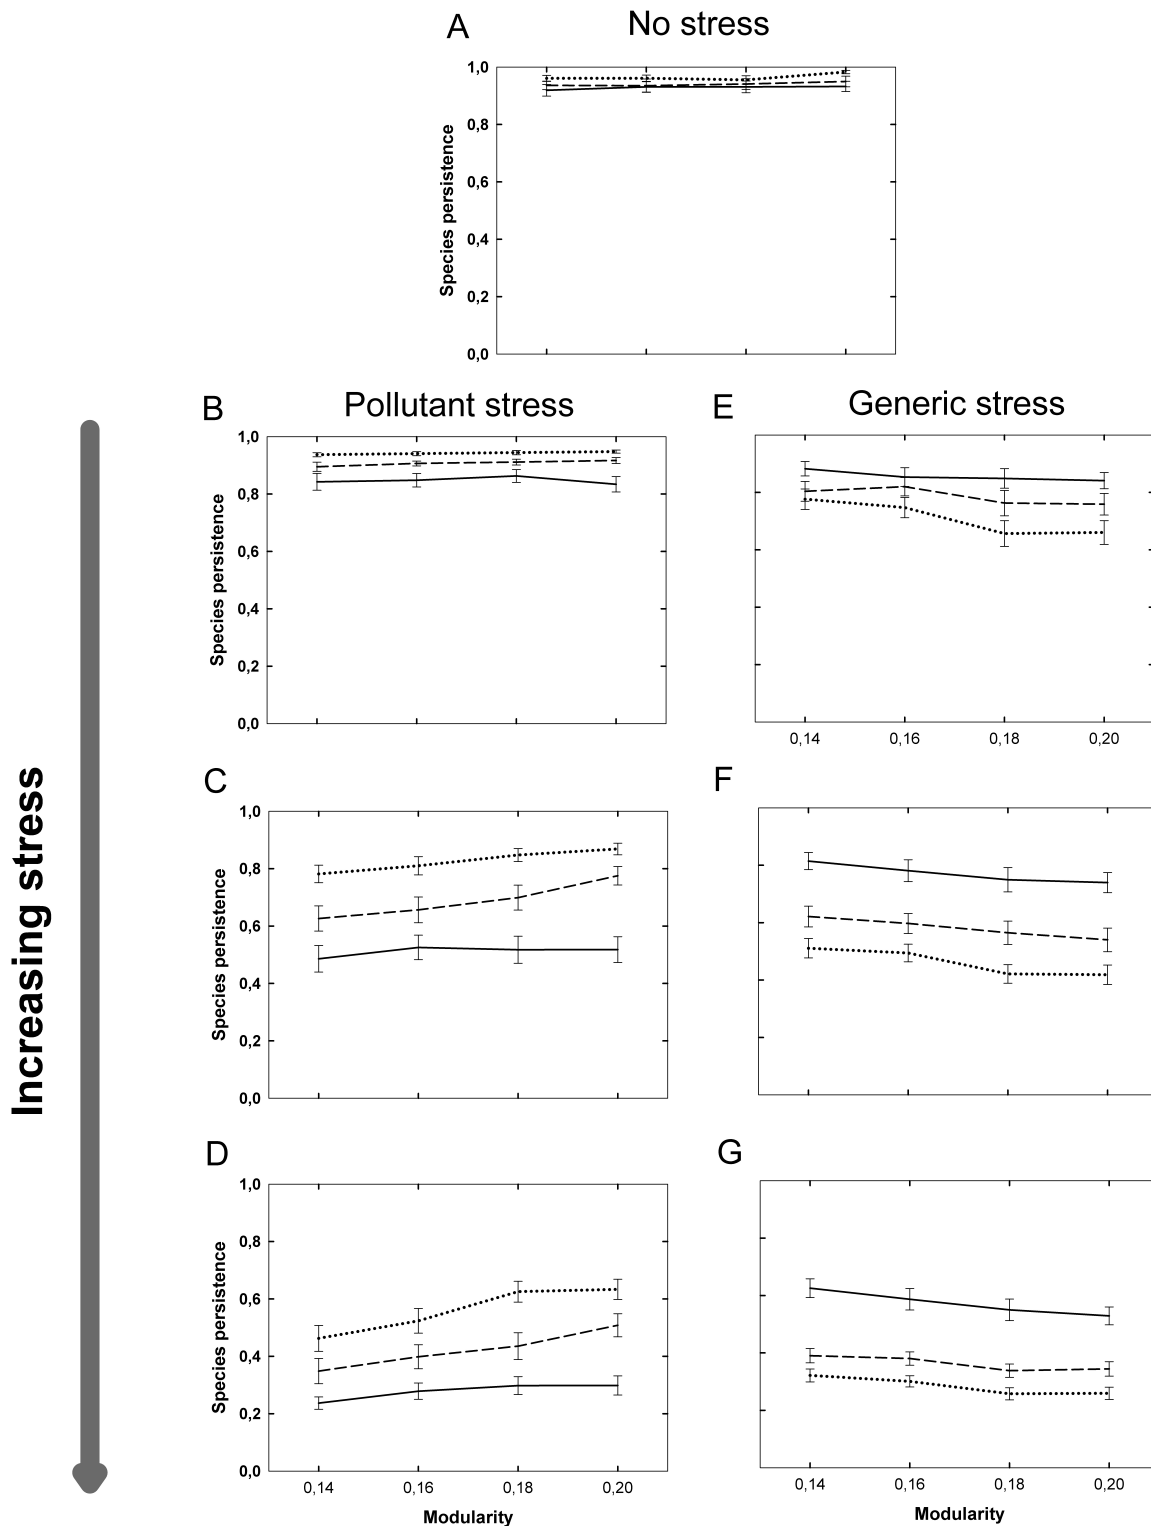 A
No stress
1,0
0,8
0,6
0,4
0,2
0,0
Species persistence
Increasing stress
B
Pollutant stress
1,0
0,8
0,6
0,4
0,2
0,0
Species persistence
E
Generic stress
0,14 0,16 0,18 0,20
C
1,0
0,8
0,6
0,4
0,2
0,0
Species persistence
F
D
1,0
0,8
0,6
0,4
0,2
0,0
Species persistence
0,14 0,16 0,18 0,20
Modularity
G
0,14 0,16 0,18 0,20
Modularity